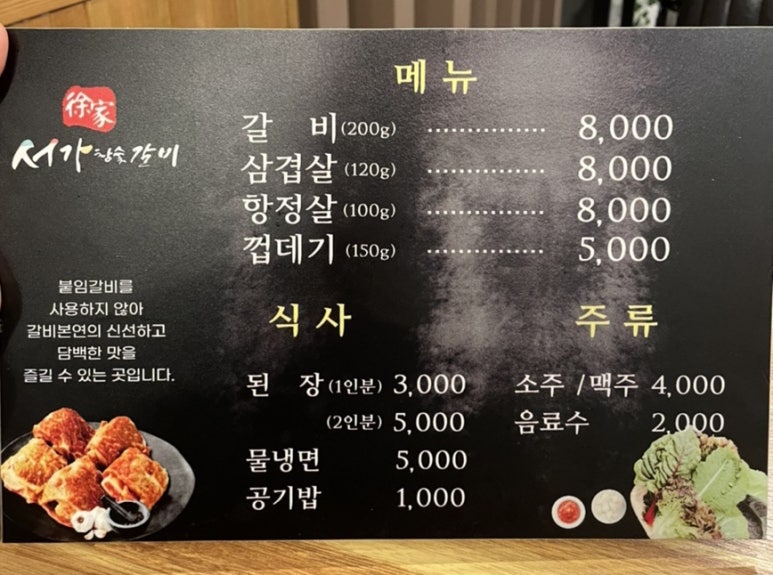 徐家
서가참숯갈비
붙임갈비를
사용하지 않아
갈비본연의 신선하고
담백한 맛을
즐길 수 있는 곳입니다.
메뉴
갈 비(200g) ............... 8,000
삼겹살 (120g) ............... 8,000
항정살 (100g) ............... 8,000
껍데기 (150g) ............... 5,000
식사
된 장 (1인분) 3,000
(2인분) 5,000
물냉면 5,000
공기밥 1,000
주류
소주 / 맥주 4,000
음료수 2,000